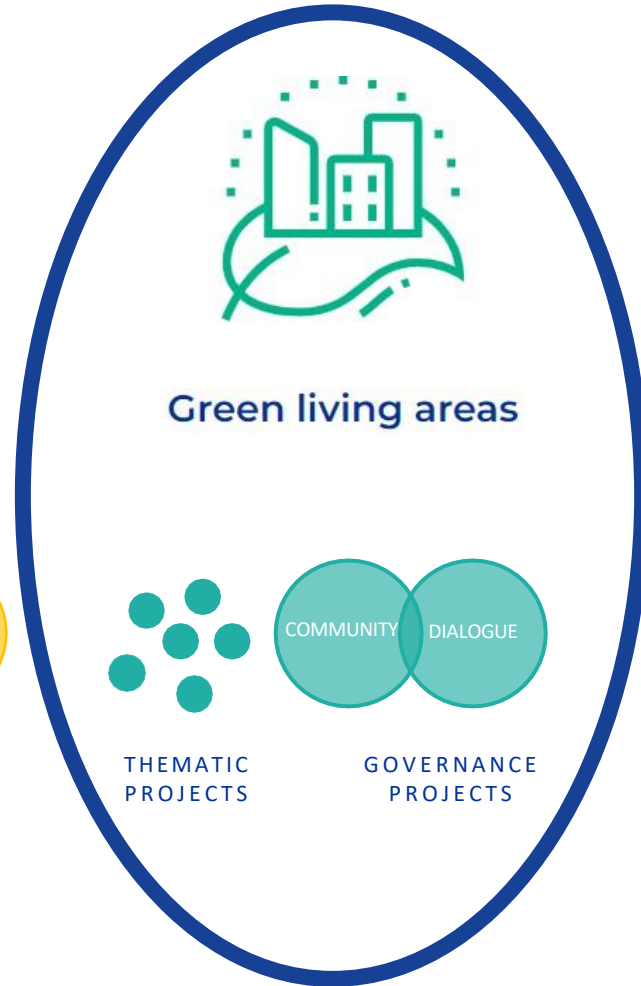 Green living areas
COMMUNITY
DIALOGUE
THEMATIC
PROJECTS
GOVERNANCE
PROJECTS